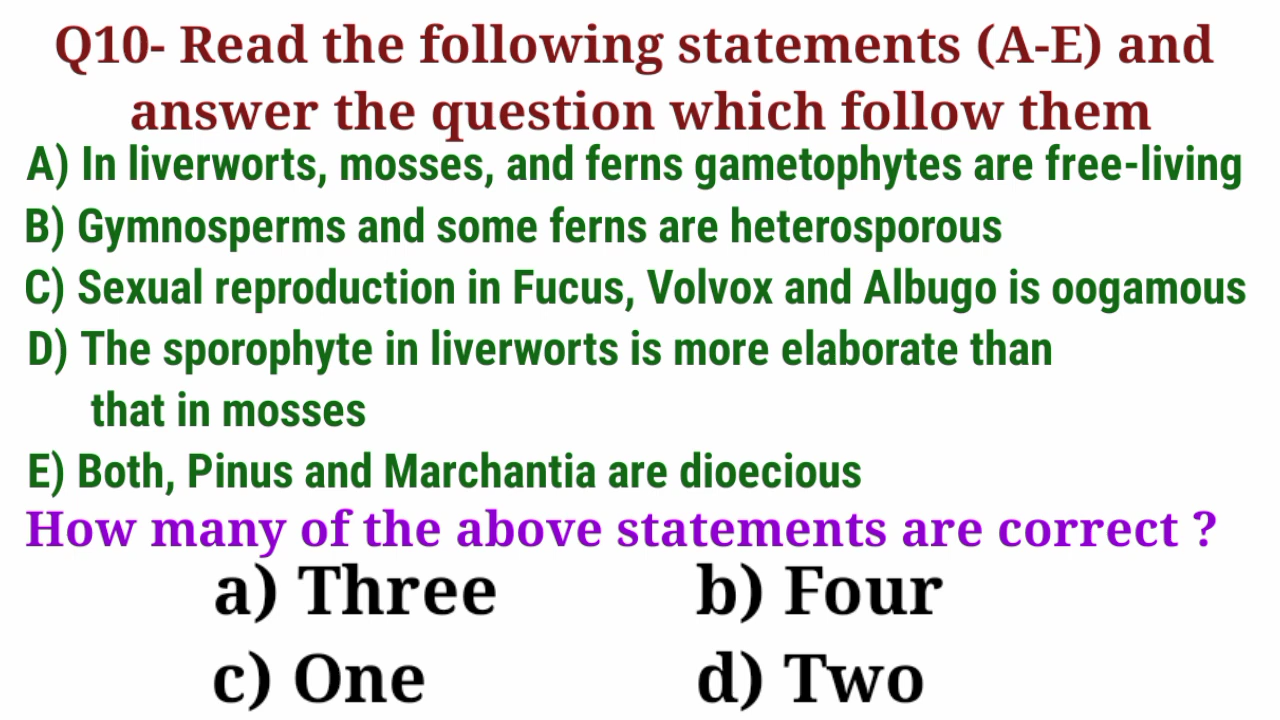 Q10- Read the following statements (A-E) and
answer the question which follow them
A) In liverworts, mosses, and ferns gametophytes are free-living
B) Gymnosperms and some ferns are heterosporous
C) Sexual reproduction in Fucus, Volvox and Albugo is oogamous
D) The sporophyte in liverworts is more elaborate than
that in mosses
E) Both, Pinus and Marchantia are dioecious
How many of the above statements are correct ?
a) Three b) Four
c) One d) Two